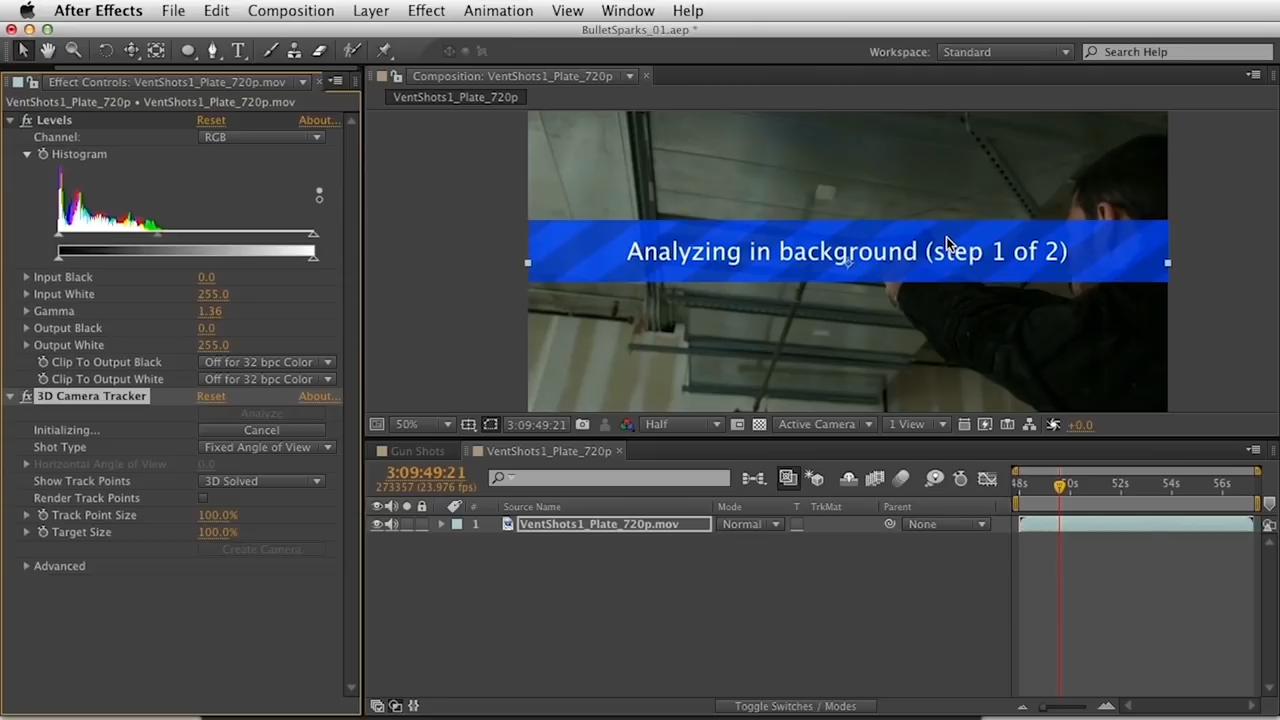 After Effects File Edit Composition Layer Effect Animation View Window Help
BulletSparks_01.aep *
T Workspace: Standard Search Help
Effect Controls: VentShots1_Plate_720p.mov Composition: VentShots1_Plate_720p
VentShots1_Plate_720p • VentShots1_Plate_720p.mov
VentShots1_Plate_720p
fx Levels Reset About...
Channel: RGB
Histogram
Analyzing in background (step 1 of 2)
Input Black 0.0
Input White 255.0
Gamma 1.36
Output Black 0.0
Output White 255.0
Clip To Output Black Off for 32 bpc Color
Clip To Output White Off for 32 bpc Color
fx 3D Camera Tracker Reset About...
Analyze
Initializing... Cancel
Shot Type Fixed Angle of View
Horizontal Angle of View 0.0
Show Track Points 3D Solved
Render Track Points
Track Point Size 100.0%
Target Size 100.0%
Create Camera
Advanced
50% 3:09:49:21 Half Active Camera 1 View +0.0
Gun Shots VentShots1_Plate_720p
3:09:49:21
273357 (23.976 fps)
48s 50s 52s 54s 56s
# Source Name Mode T TrkMat Parent
1 VentShots1_Plate_720p.mov Normal None
Toggle Switches / Modes